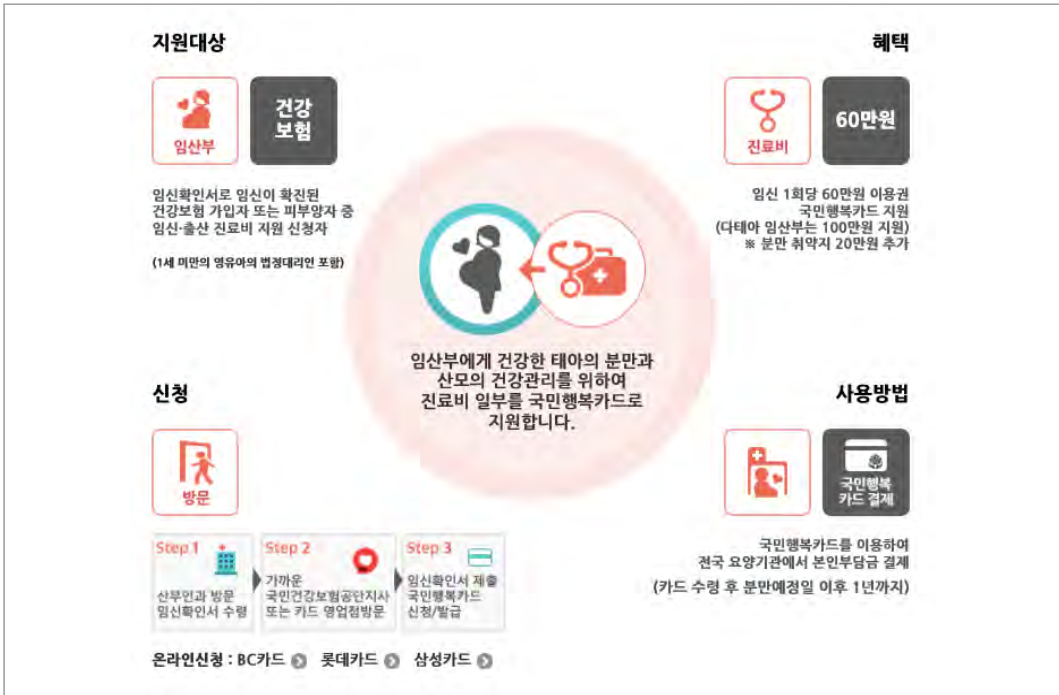 지원대상
임산부
건강
보험
임신확인서로 임신이 확진된
건강보험 가입자 또는 피부양자 중
임신·출산 진료비 지원 신청자
(1세 미만의 영유아의 법정대리인 포함)
혜택
진료비
60만원
임신 1회당 60만원 이용권
국민행복카드 지원
(다태아 임산부는 100만원 지원)
※ 분만 취약지 20만원 추가
임산부에게 건강한 태아의 분만과
산모의 건강관리를 위하여
진료비 일부를 국민행복카드로
지원합니다.
신청
방문
Step 1
산부인과 방문
임신확인서 수령
Step 2
가까운
국민건강보험공단지사
또는 카드 영업점방문
Step 3
임신확인서 제출
국민행복카드
신청/발급
온라인신청 : BC카드 롯데카드 삼성카드
사용방법
국민행복
카드 결제
국민행복카드를 이용하여
전국 요양기관에서 본인부담금 결제
(카드 수령 후 분만예정일 이후 1년까지)